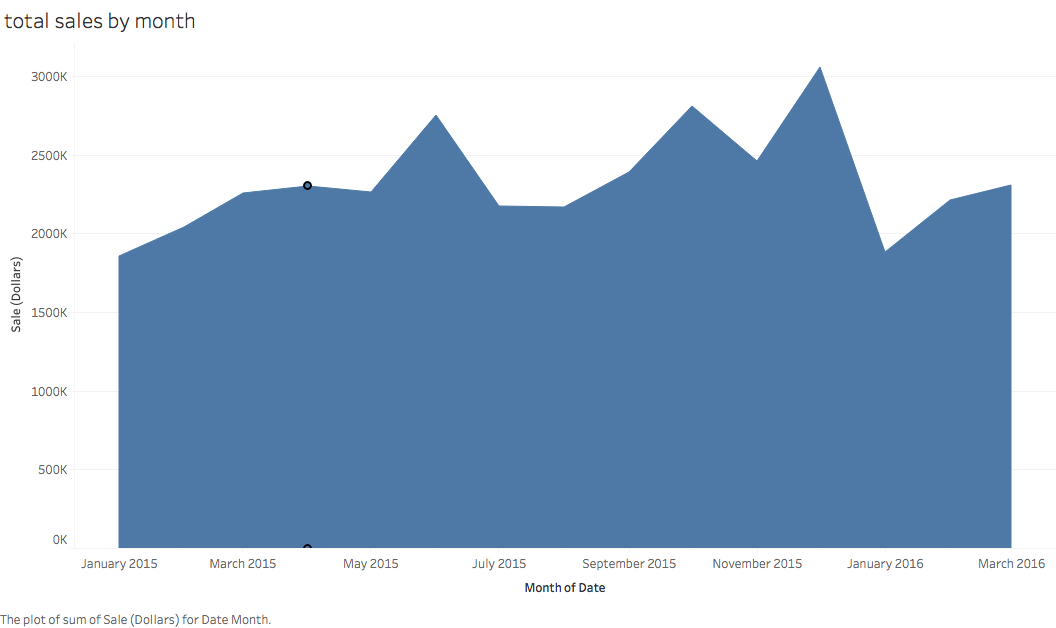 total sales by month
3000K
2500K
2000K
1500K
1000K
500K
0K
Sale (Dollars)
January 2015 March 2015 May 2015 July 2015 September 2015 November 2015 January 2016 March 2016
Month of Date
The plot of sum of Sale (Dollars) for Date Month.